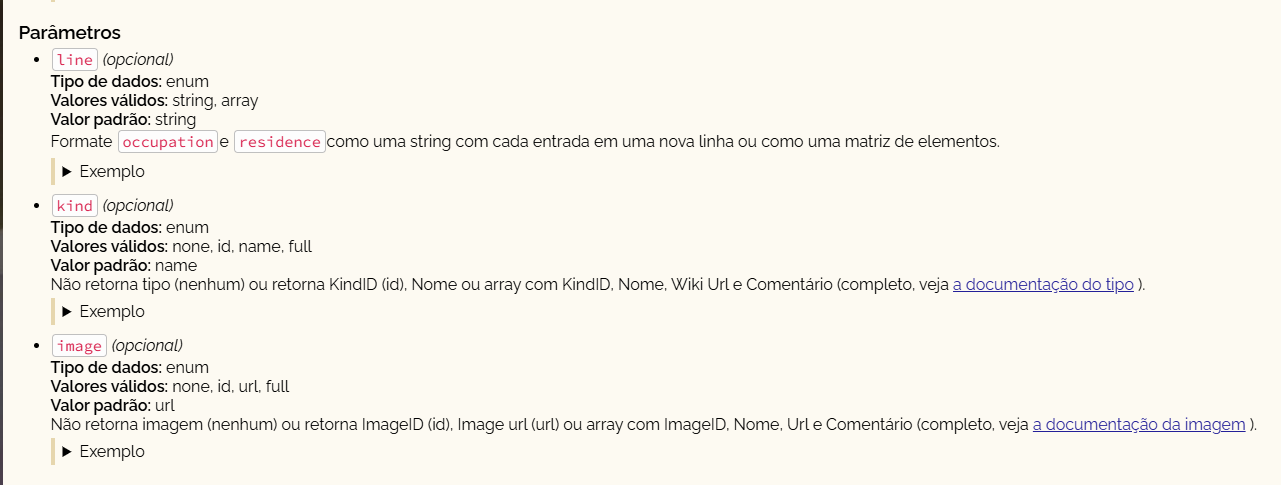 Parâmetros
line (opcional)
Tipo de dados: enum
Valores válidos: string, array
Valor padrão: string
Formate occupation e residence como uma string com cada entrada em uma nova linha ou como uma matriz de elementos.
Exemplo
kind (opcional)
Tipo de dados: enum
Valores válidos: none, id, name, full
Valor padrão: name
Não retorna tipo (nenhum) ou retorna KindID (id), Nome ou array com KindID, Nome, Wiki Url e Comentário (completo, veja a documentação do tipo ).
Exemplo
image (opcional)
Tipo de dados: enum
Valores válidos: none, id, url, full
Valor padrão: url
Não retorna imagem (nenhum) ou retorna ImageID (id), Image url (url) ou array com ImageID, Nome, Url e Comentário (completo, veja a documentação da imagem ).
Exemplo